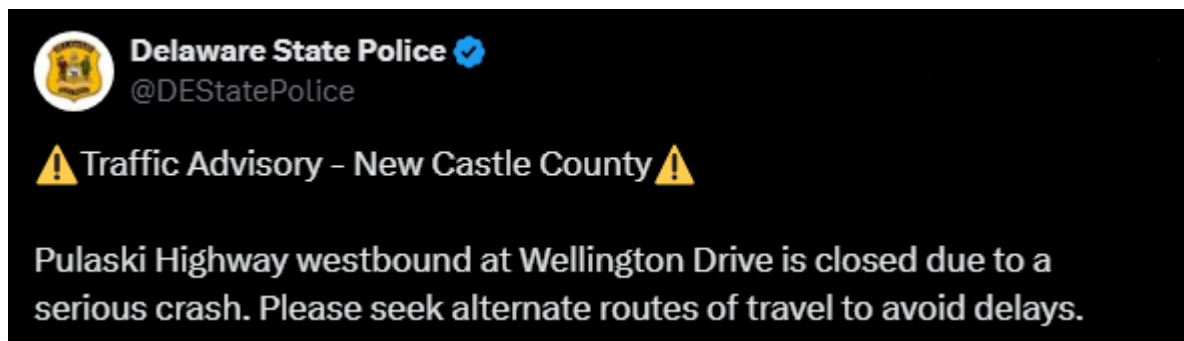 Delaware State Police
@DEStatePolice
⚠️Traffic Advisory - New Castle County⚠️
Pulaski Highway westbound at Wellington Drive is closed due to a
serious crash. Please seek alternate routes of travel to avoid delays.